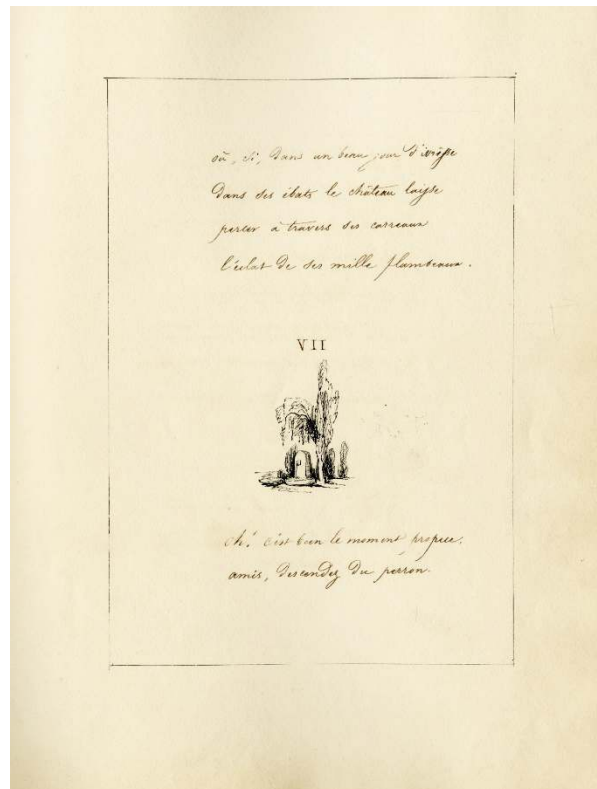 où, si, dans un beau jour d'ivresse
dans ses ébats le château laisse
percer à travers ses carreaux
l'éclat de ses mille flambeaux.
VII
eh! c'est bien le moment propice.
amis, descendez du perron.